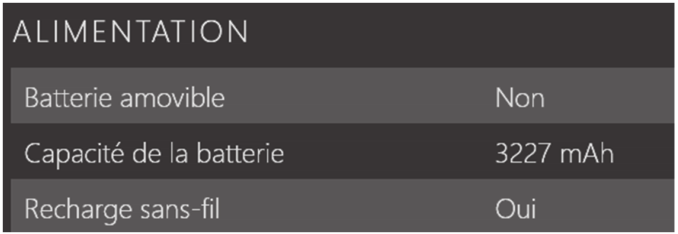 ALIMENTATION
Batterie amovible Non
Capacité de la batterie 3227 mAh
Recharge sans-fil Oui